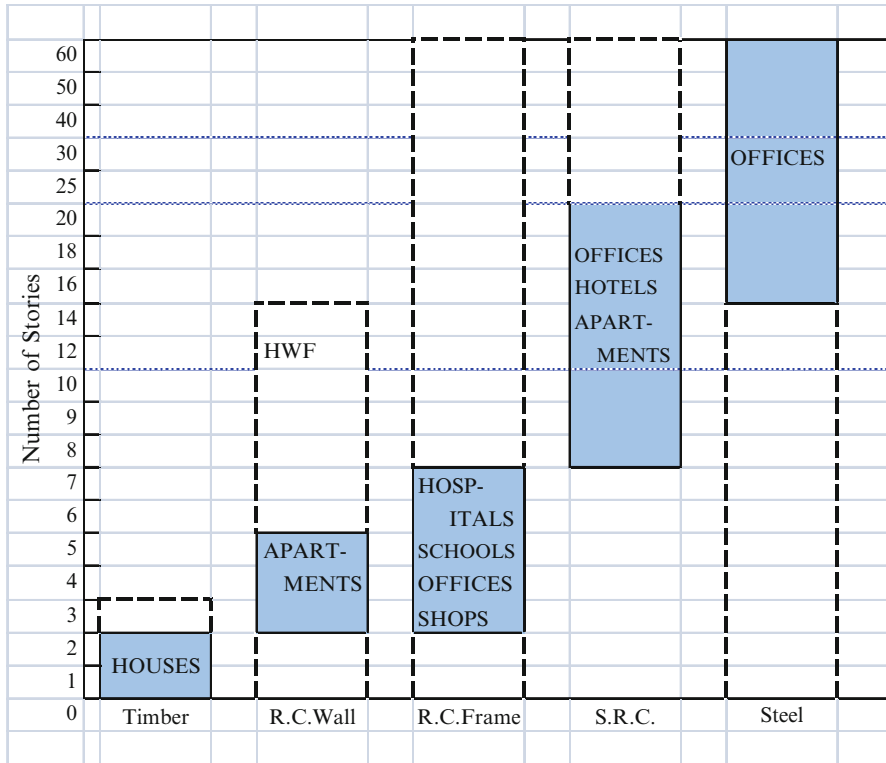 Number of Stories
60
50
40
30
25
20
18
16
14
12
10
9
8
7
6
5
4
3
2
1
0
HOUSES
HWF
APART-
MENTS
HOSP-
ITALS
SCHOOLS
OFFICES
SHOPS
OFFICES
HOTELS
APART-
MENTS
OFFICES
Timber
R.C.Wall
R.C.Frame
S.R.C.
Steel